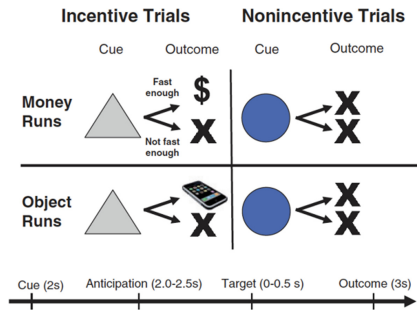 Incentive Trials
Nonincentive Trials
Cue
Outcome
Cue
Outcome
Money
Runs
Fast
enough
$
X
Not fast
enough
X
X
Object
Runs
X
X
X
Cue (2s)
Anticipation (2.0-2.5s)
Target (0-0.5 s)
Outcome (3s)